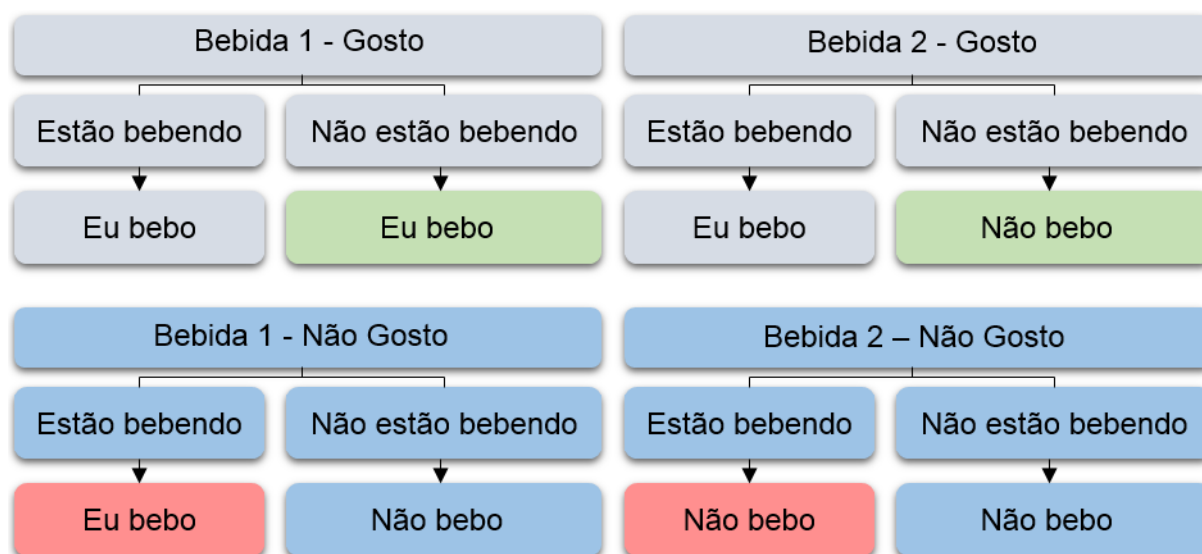 Bebida 1 - Gosto
Estão bebendo
Não estão bebendo
Eu bebo
Eu bebo
Bebida 2 - Gosto
Estão bebendo
Não estão bebendo
Eu bebo
Não bebo
Bebida 1 - Não Gosto
Estão bebendo
Não estão bebendo
Eu bebo
Não bebo
Bebida 2 – Não Gosto
Estão bebendo
Não estão bebendo
Não bebo
Não bebo